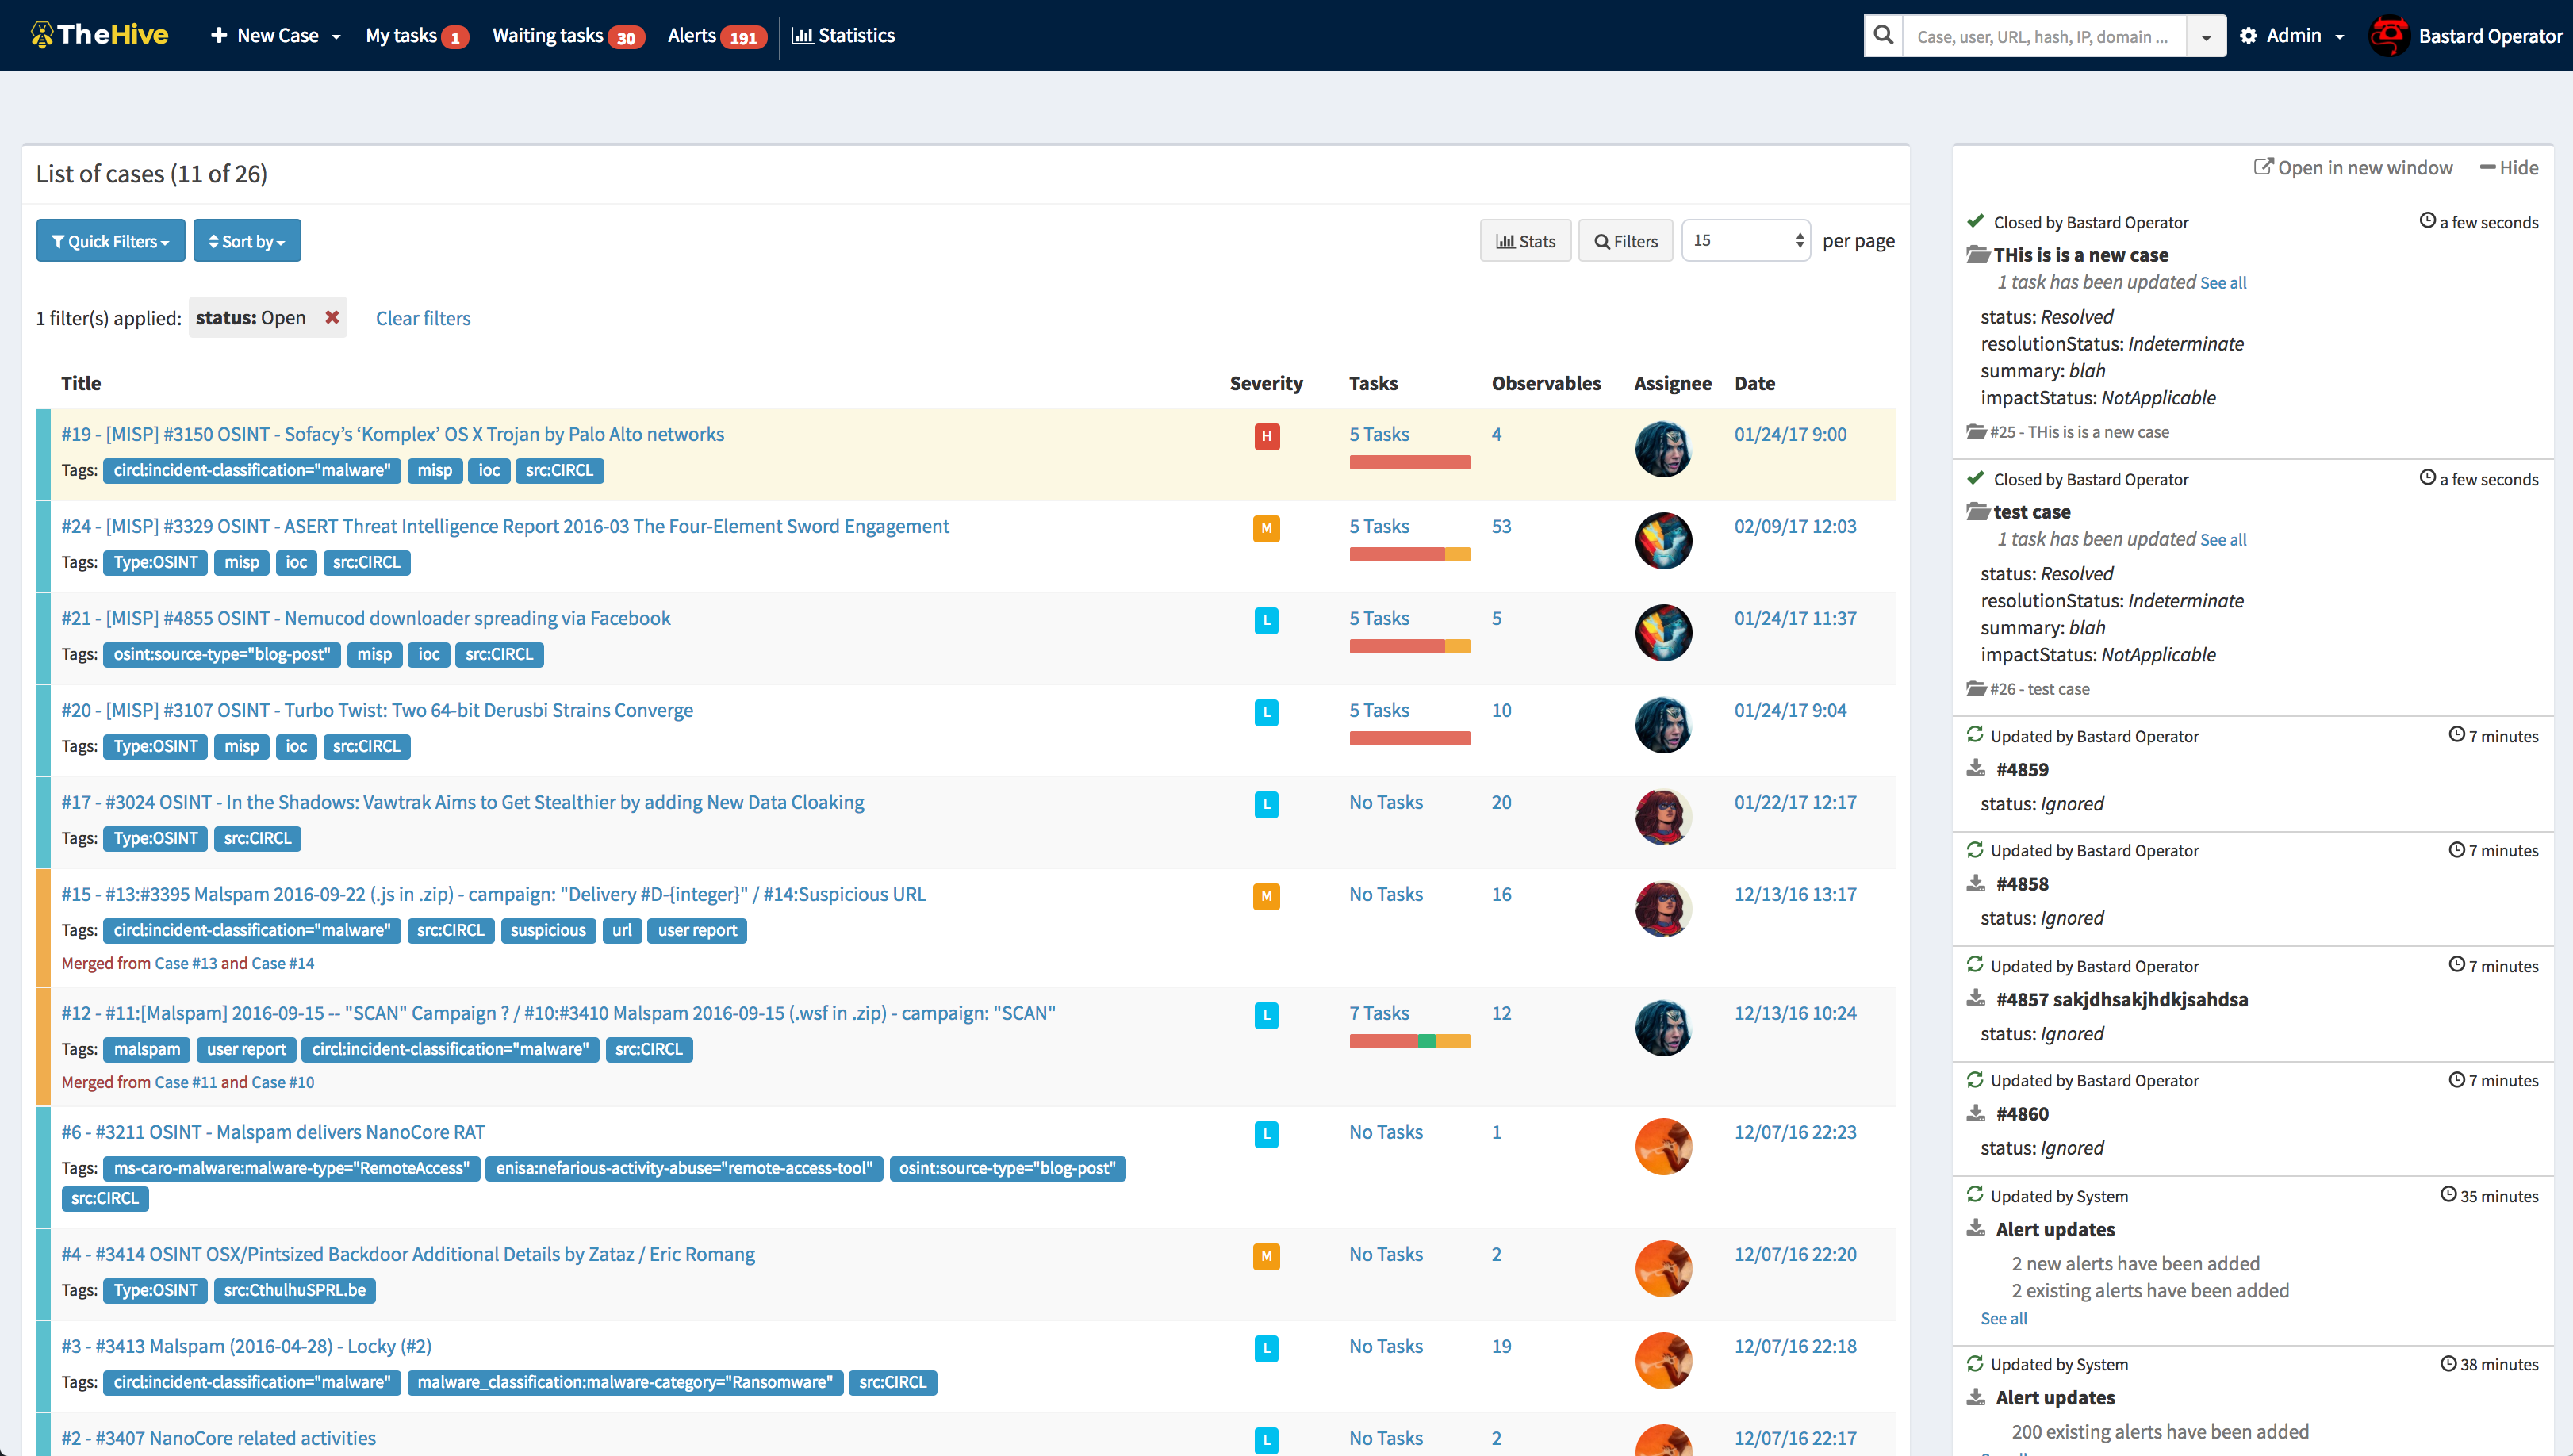 TheHive
New Case
My tasks 1
Waiting tasks 30
Alerts 191
Statistics
Case, user, URL, hash, IP, domain ...
Admin
Bastard Operator
List of cases (11 of 26)
Quick Filters
Sort by
Stats
Filters
15
per page
1 filter(s) applied: status: Open
Clear filters
Title Severity Tasks Observables Assignee Date
#19 - [MISP] #3150 OSINT - Sofacy’s ‘Komplex’ OS X Trojan by Palo Alto networks H 5 Tasks 4 01/24/17 9:00
Tags: circl:incident-classification="malware" misp ioc src:CIRCL
#24 - [MISP] #3329 OSINT - ASERT Threat Intelligence Report 2016-03 The Four-Element Sword Engagement M 5 Tasks 53 02/09/17 12:03
Tags: Type:OSINT misp ioc src:CIRCL
#21 - [MISP] #4855 OSINT - Nemucod downloader spreading via Facebook L 5 Tasks 5 01/24/17 11:37
Tags: osint:source-type="blog-post" misp ioc src:CIRCL
#20 - [MISP] #3107 OSINT - Turbo Twist: Two 64-bit Derusbi Strains Converge L 5 Tasks 10 01/24/17 9:04
Tags: Type:OSINT misp ioc src:CIRCL
#17 - #3024 OSINT - In the Shadows: Vawtrak Aims to Get Stealthier by adding New Data Cloaking L No Tasks 20 01/22/17 12:17
Tags: Type:OSINT src:CIRCL
#15 - #13:#3395 Malspam 2016-09-22 (.js in .zip) - campaign: "Delivery #D-{integer}" / #14:Suspicious URL M No Tasks 16 12/13/16 13:17
Tags: circl:incident-classification="malware" src:CIRCL suspicious url user report
Merged from Case #13 and Case #14
#12 - #11:[Malspam] 2016-09-15 -- "SCAN" Campaign ? / #10:#3410 Malspam 2016-09-15 (.wsf in .zip) - campaign: "SCAN" L 7 Tasks 12 12/13/16 10:24
Tags: malspam user report circl:incident-classification="malware" src:CIRCL
Merged from Case #11 and Case #10
#6 - #3211 OSINT - Malspam delivers NanoCore RAT L No Tasks 1 12/07/16 22:23
Tags: ms-caro-malware:malware-type="RemoteAccess" enisa:nefarious-activity-abuse="remote-access-tool" osint:source-type="blog-post"
src:CIRCL
#4 - #3414 OSINT OSX/Pintsized Backdoor Additional Details by Zataz / Eric Romang M No Tasks 2 12/07/16 22:20
Tags: Type:OSINT src:CthulhuSPRL.be
#3 - #3413 Malspam (2016-04-28) - Locky (#2) L No Tasks 19 12/07/16 22:18
Tags: circl:incident-classification="malware" malware_classification:malware-category="Ransomware" src:CIRCL
#2 - #3407 NanoCore related activities L No Tasks 2 12/07/16 22:17
Open in new window Hide
Closed by Bastard Operator a few seconds
THis is is a new case
1 task has been updated See all
status: Resolved
resolutionStatus: Indeterminate
summary: blah
impactStatus: NotApplicable
#25 - THis is is a new case
Closed by Bastard Operator a few seconds
test case
1 task has been updated See all
status: Resolved
resolutionStatus: Indeterminate
summary: blah
impactStatus: NotApplicable
#26 - test case
Updated by Bastard Operator 7 minutes
#4859
status: Ignored
Updated by Bastard Operator 7 minutes
#4858
status: Ignored
Updated by Bastard Operator 7 minutes
#4857 sakjdhsakjhdkjsahdsa
status: Ignored
Updated by Bastard Operator 7 minutes
#4860
status: Ignored
Updated by System 35 minutes
Alert updates
2 new alerts have been added
2 existing alerts have been added
See all
Updated by System 38 minutes
Alert updates
200 existing alerts have been added